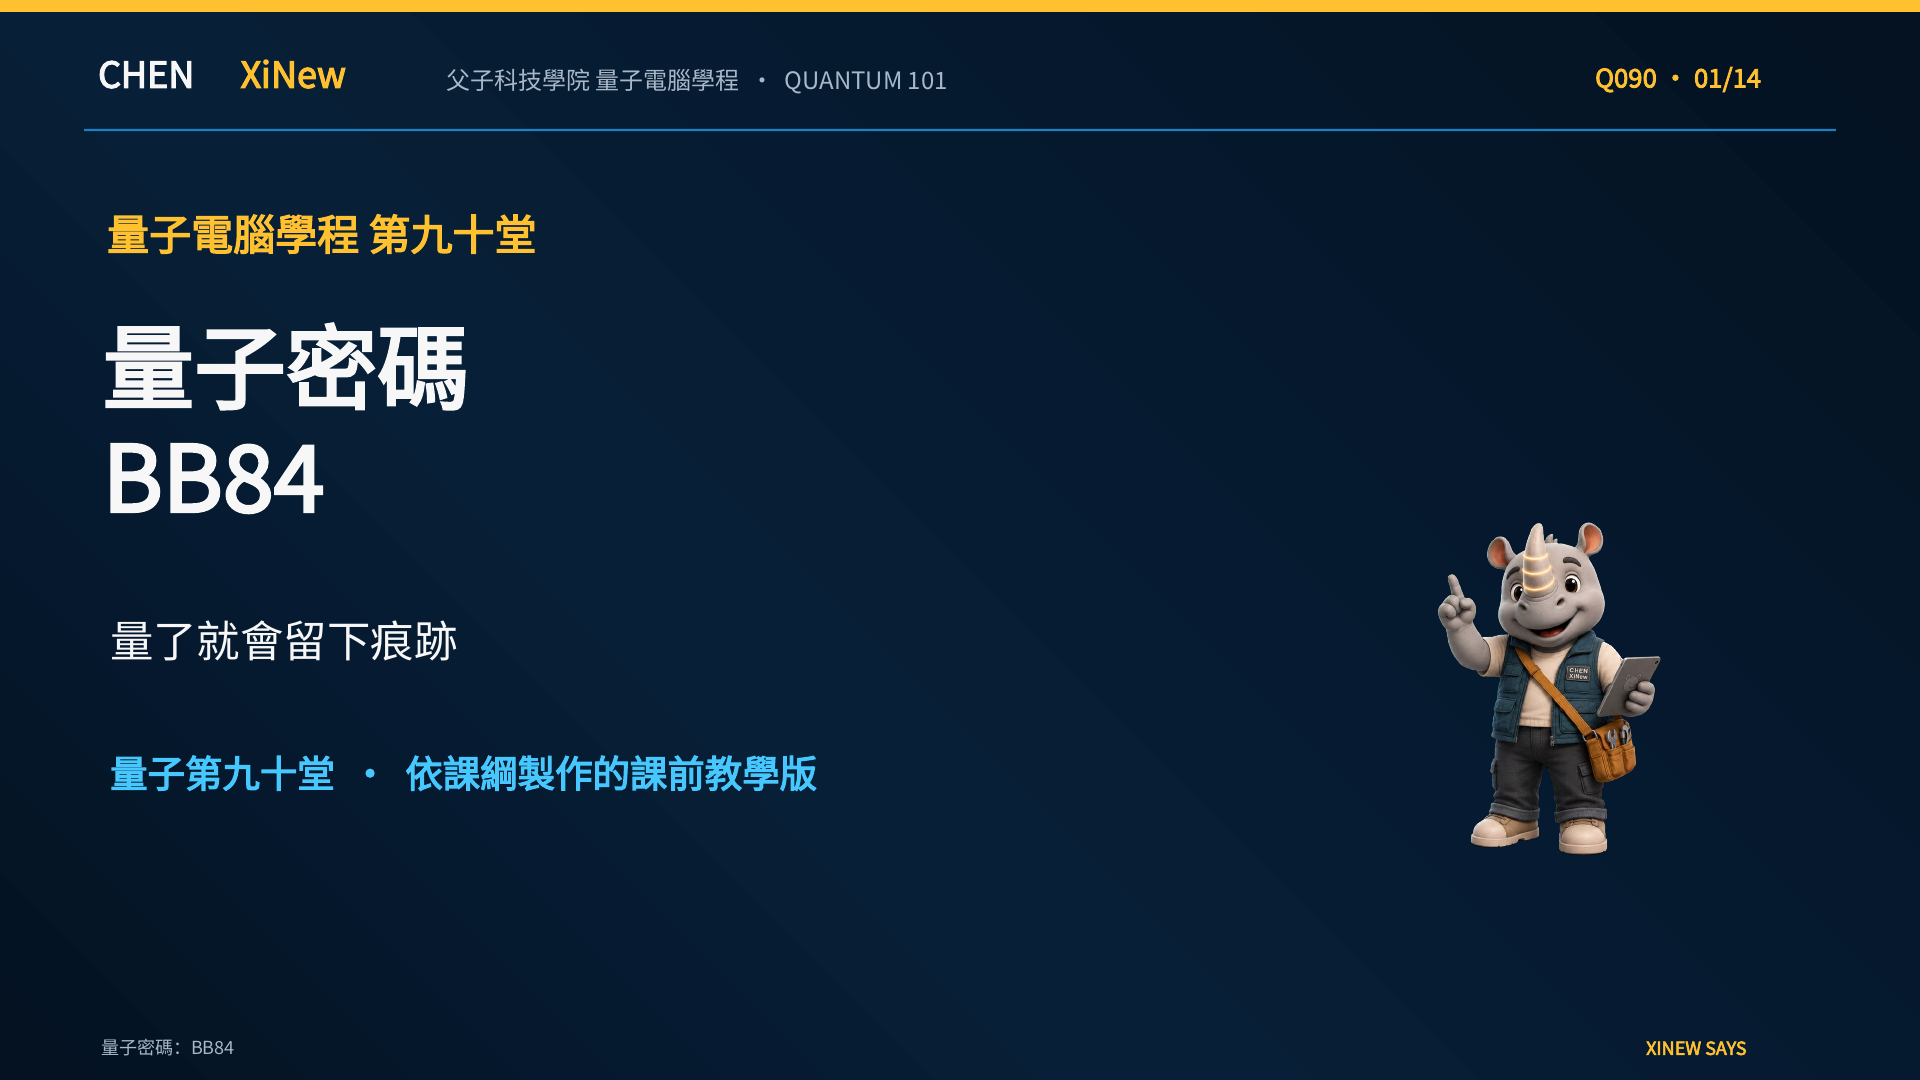 CHEN XiNew 父子科技學院 量子電腦學程 · QUANTUM 101 Q090 · 01/14
量子電腦學程 第九十堂
量子密碼
BB84
量了就會留下痕跡
量子第九十堂 · 依課綱製作的課前教學版
CHEN
XiNew
量子密碼：BB84 XINEW SAYS